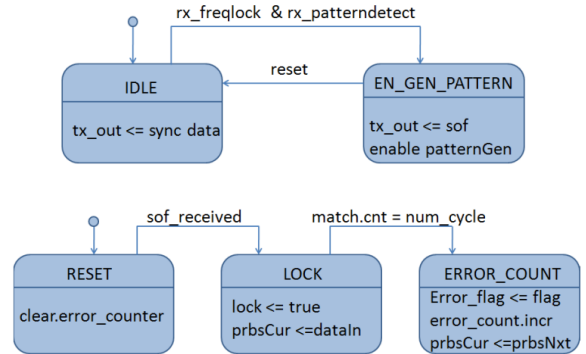 rx_freqlock & rx_patterndetect
reset
IDLE
EN_GEN_PATTERN
tx_out <= sync data
tx_out <= sof
enable patternGen
sof_received
match.cnt = num_cycle
RESET
LOCK
ERROR_COUNT
clear.error_counter
lock <= true
prbsCur <=dataIn
Error_flag <= flag
error_count.incr
prbsCur <=prbsNxt